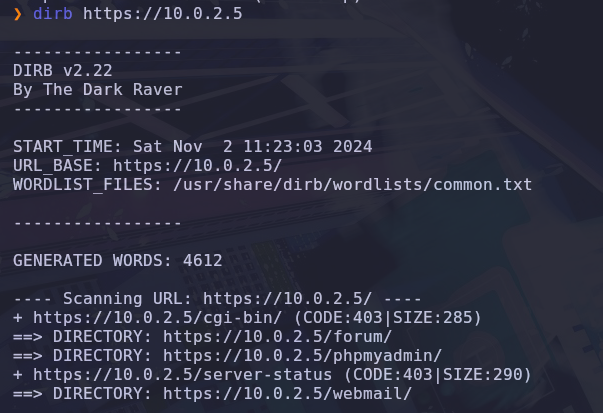 ❯ dirb https://10.0.2.5

-----------------
DIRB v2.22
By The Dark Raver
-----------------

START_TIME: Sat Nov  2 11:23:03 2024
URL_BASE: https://10.0.2.5/
WORDLIST_FILES: /usr/share/dirb/wordlists/common.txt

-----------------

GENERATED WORDS: 4612

---- Scanning URL: https://10.0.2.5/ ----
+ https://10.0.2.5/cgi-bin/ (CODE:403|SIZE:285)
==> DIRECTORY: https://10.0.2.5/forum/
==> DIRECTORY: https://10.0.2.5/phpmyadmin/
+ https://10.0.2.5/server-status (CODE:403|SIZE:290)
==> DIRECTORY: https://10.0.2.5/webmail/